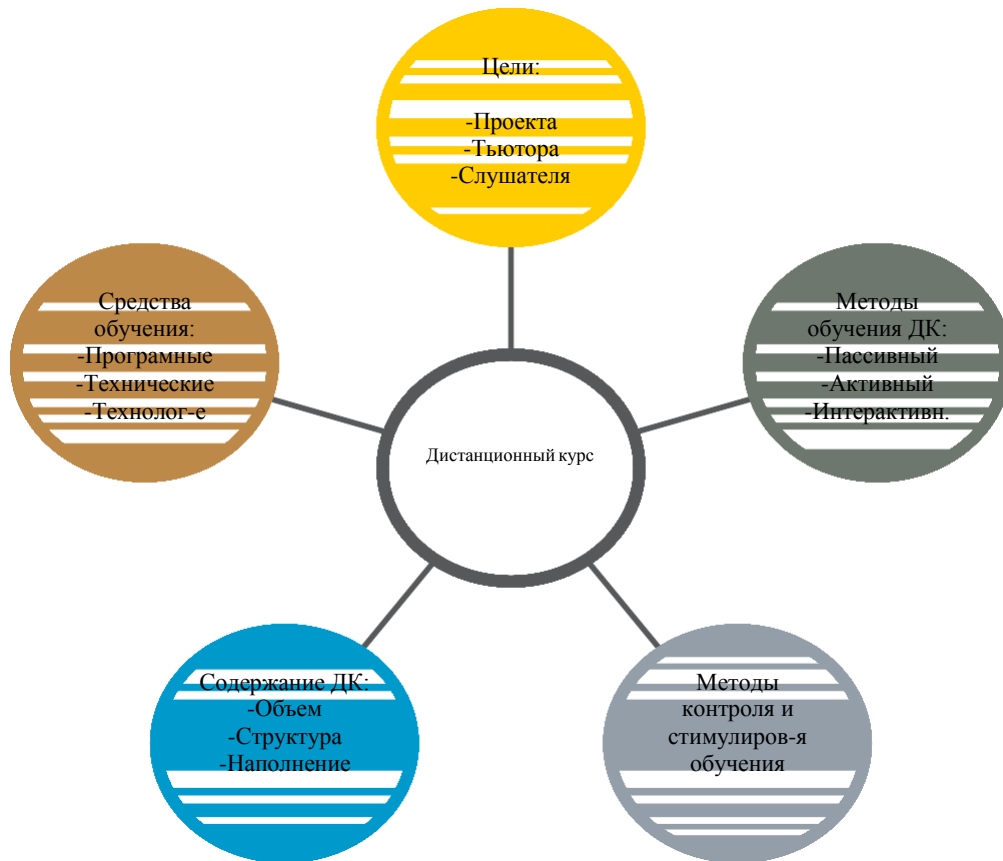 Цели:
-Проекта
-Тьютора
-Слушателя
Средства
обучения:
-Програмные
-Технические
-Технолог-е
Методы
обучения ДК:
-Пассивный
-Активный
-Интерактивн.
Дистанционный курс
Содержание ДК:
-Объем
-Структура
-Наполнение
Методы
контроля и
стимулиров-я
обучения